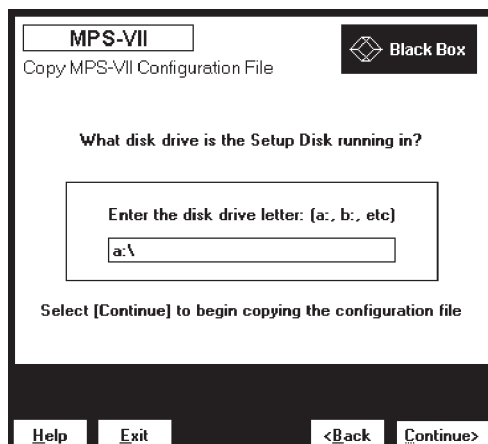 MPS-VII
Black Box
Copy MPS-VII Configuration File
What disk drive is the Setup Disk running in?
Enter the disk drive letter: (a:, b:, etc)
a:\
Select [Continue] to begin copying the configuration file
Help Exit <Back Continue>